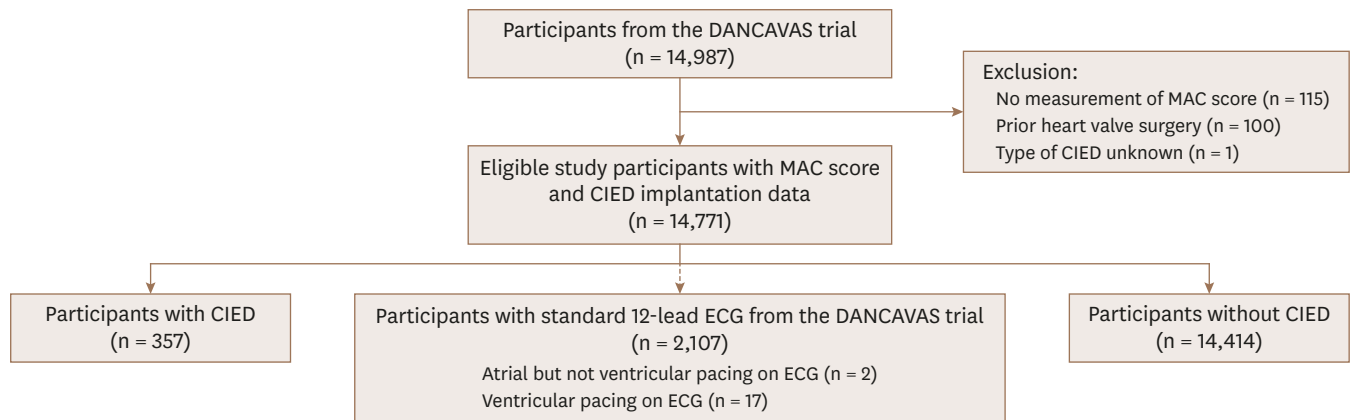 Participants from the DANCAVAS trial
(n = 14,987)
Exclusion:
No measurement of MAC score (n = 115)
Prior heart valve surgery (n = 100)
Type of CIED unknown (n = 1)
Eligible study participants with MAC score
and CIED implantation data
(n = 14,771)
Participants with CIED
(n = 357)
Participants with standard 12-lead ECG from the DANCAVAS trial
(n = 2,107)
Atrial but not ventricular pacing on ECG (n = 2)
Ventricular pacing on ECG (n = 17)
Participants without CIED
(n = 14,414)